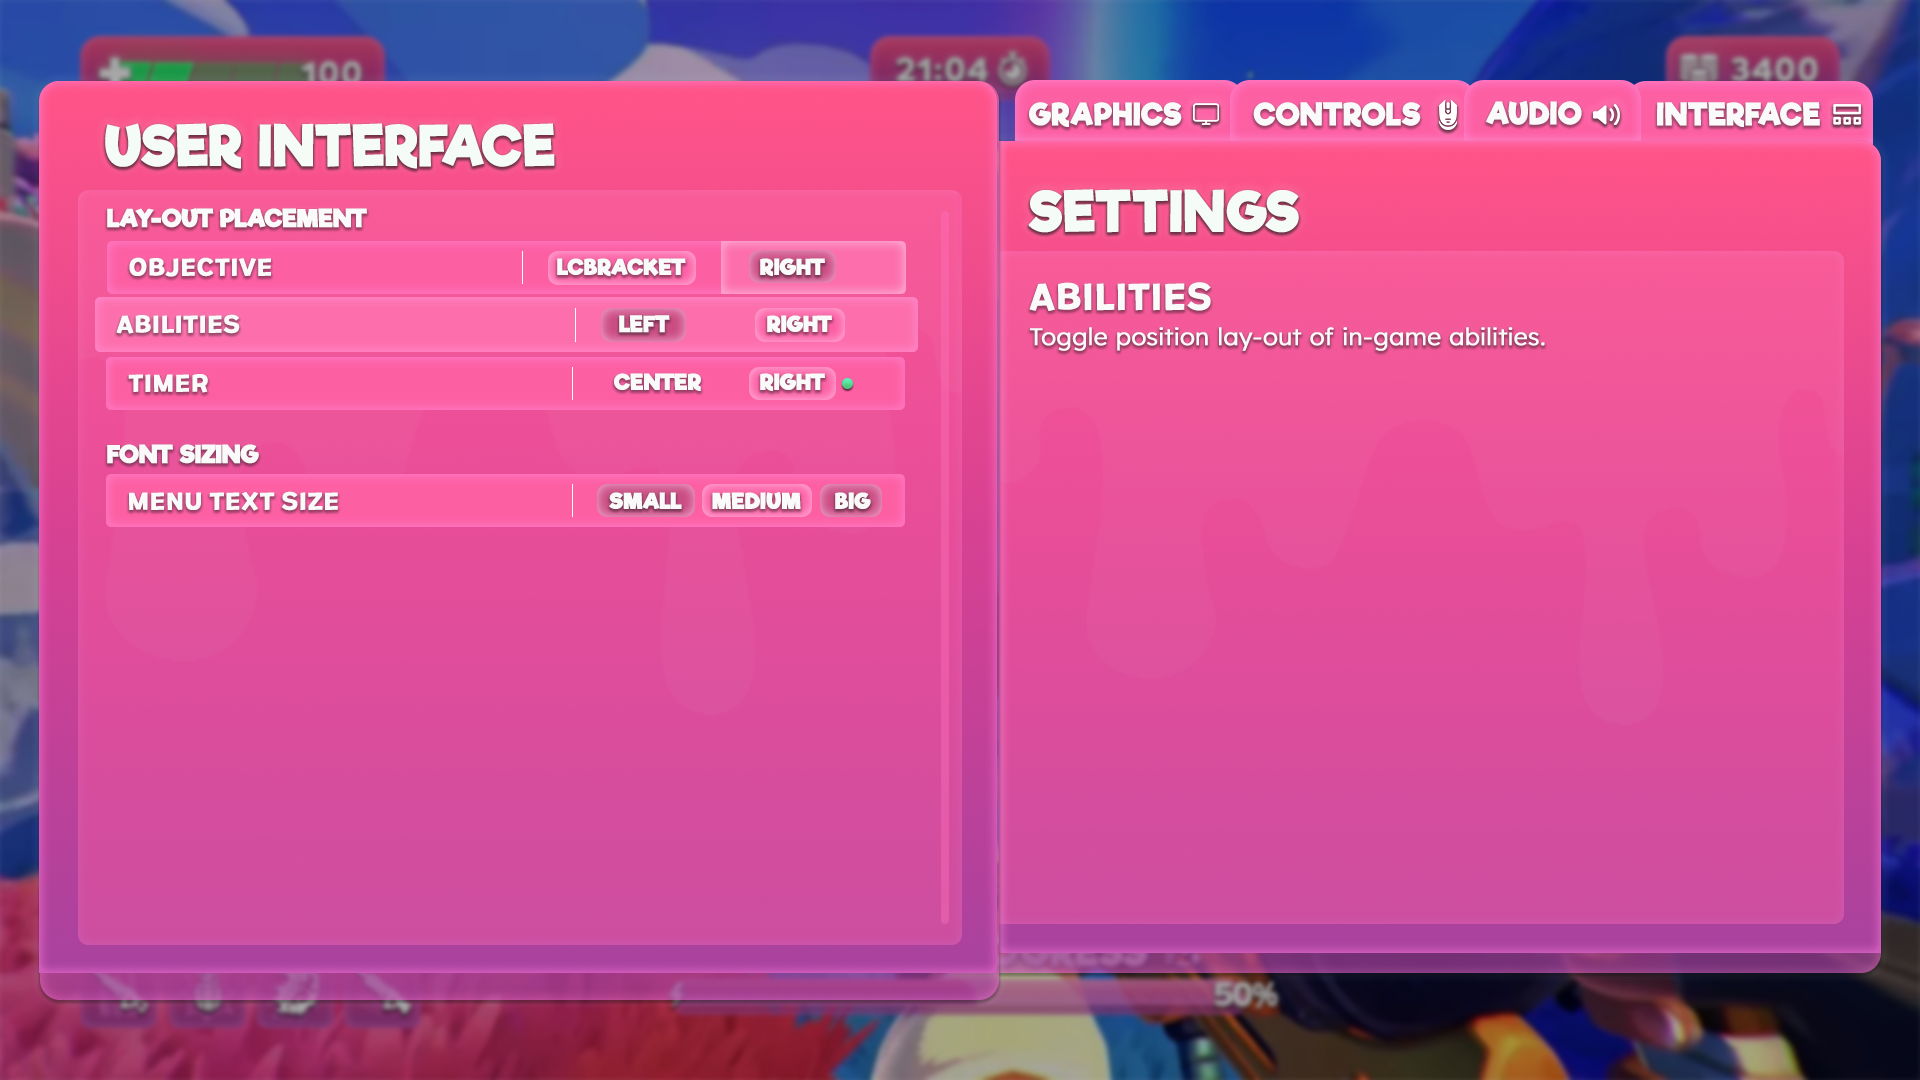 100
21:04
3400
USER INTERFACE
LAY-OUT PLACEMENT
OBJECTIVE LCBRACKET RIGHT
ABILITIES LEFT RIGHT
TIMER CENTER RIGHT
FONT SIZING
MENU TEXT SIZE SMALL MEDIUM BIG
GRAPHICS CONTROLS AUDIO INTERFACE
SETTINGS
ABILITIES
Toggle position lay-out of in-game abilities.
50%